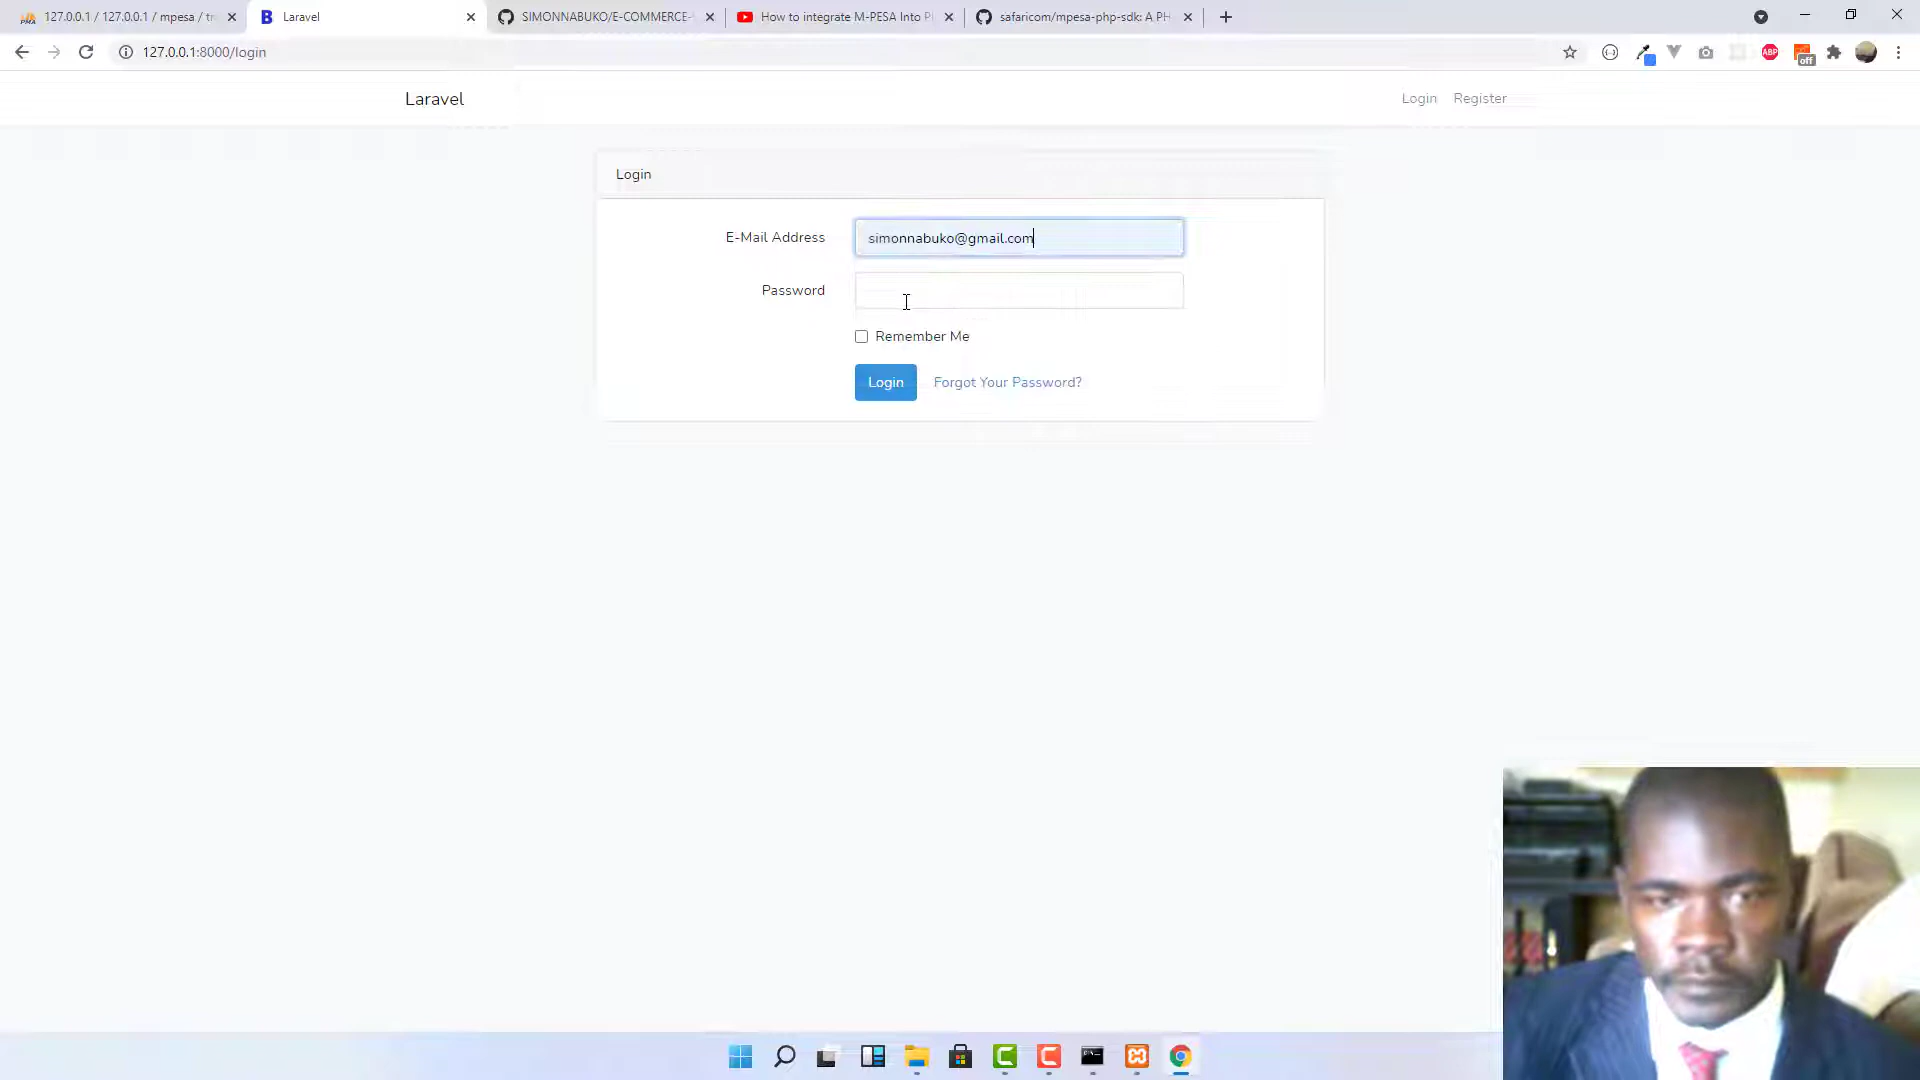 127.0.0.1 / 127.0.0.1 / mpesa / tr
Laravel
SIMONNABUKO/E-COMMERCE-
How to integrate M-PESA Into P
safaricom/mpesa-php-sdk: A PH
127.0.0.1:8000/login
ABP
off
Laravel
Login
Register
Login
E-Mail Address
simonnabuko@gmail.com
Password
Remember Me
Login
Forgot Your Password?